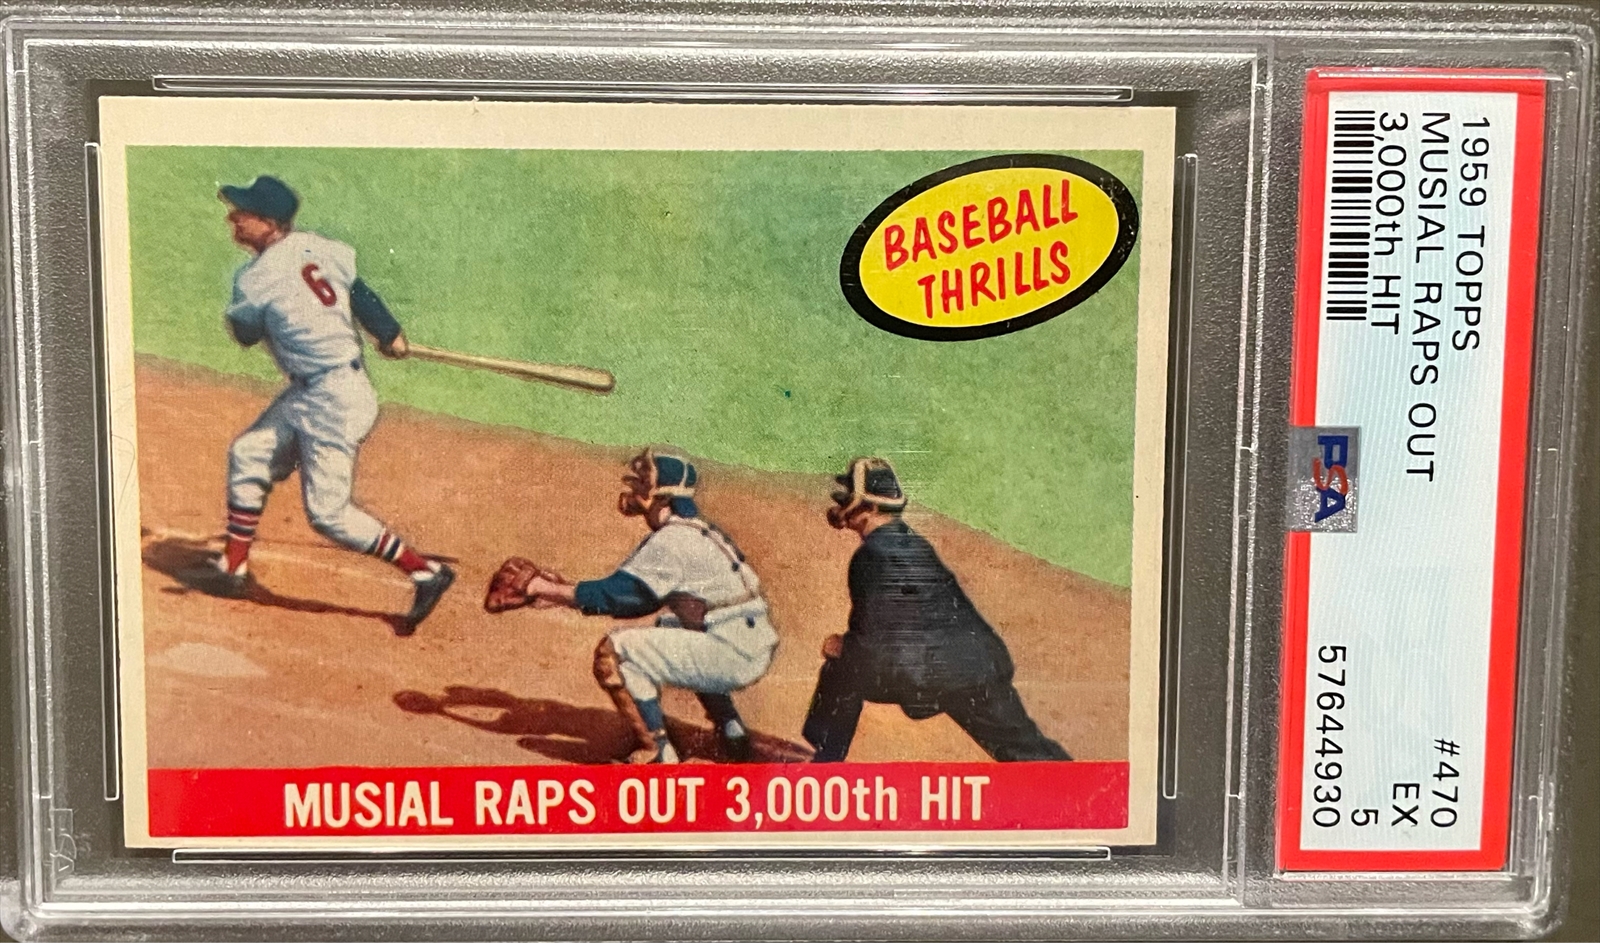 BASEBALL
THRILLS
6
MUSIAL RAPS OUT 3,000th HIT
1959 TOPPS #470
MUSIAL RAPS OUT EX
3,000th HIT 5
PSA 57644930